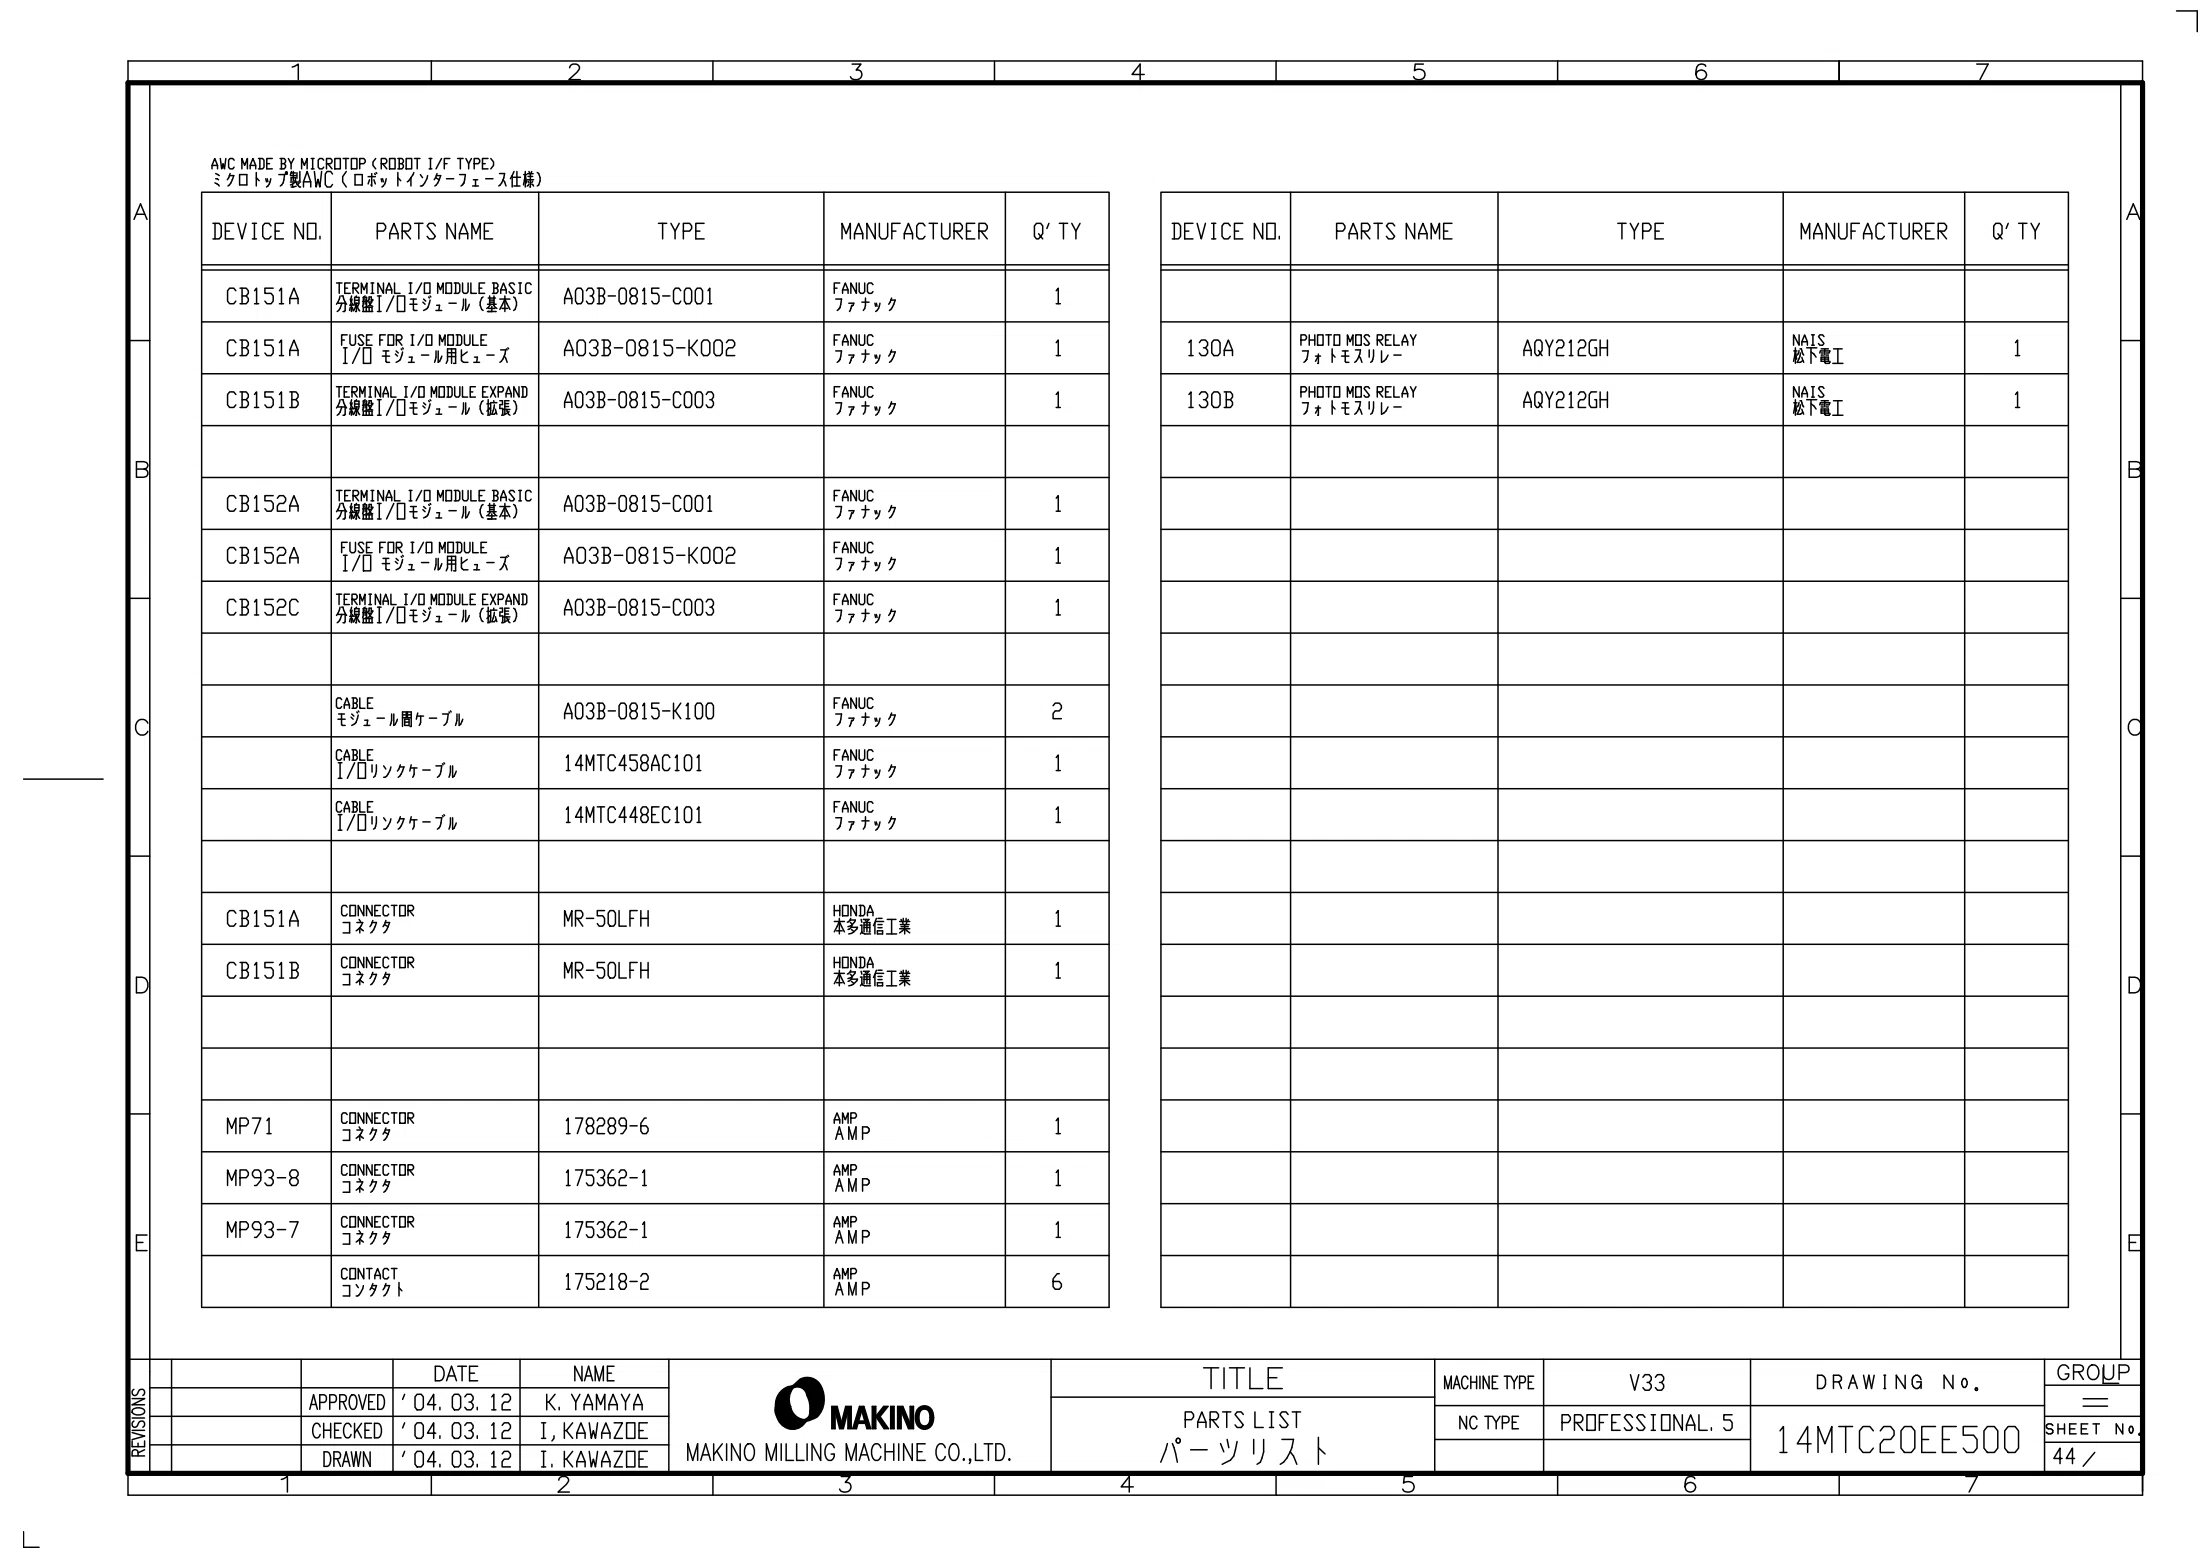 1 2 3 4 5 6 7
AWC MADE BY MICROTOP (ROBOT I/F TYPE)
ミクロトップ製AWC（ロボットインターフェース仕様）
DEVICE NO. PARTS NAME TYPE MANUFACTURER Q'TY
CB151A TERMINAL I/O MODULE BASIC A03B-0815-C001 FANUC 1
分線盤I/Oモジュール（基本） ファナック
CB151A FUSE FOR I/O MODULE A03B-0815-K002 FANUC 1
I/O モジュール用ヒューズ ファナック
CB151B TERMINAL I/O MODULE EXPAND A03B-0815-C003 FANUC 1
分線盤I/Oモジュール（拡張） ファナック
CB152A TERMINAL I/O MODULE BASIC A03B-0815-C001 FANUC 1
分線盤I/Oモジュール（基本） ファナック
CB152A FUSE FOR I/O MODULE A03B-0815-K002 FANUC 1
I/O モジュール用ヒューズ ファナック
CB152C TERMINAL I/O MODULE EXPAND A03B-0815-C003 FANUC 1
分線盤I/Oモジュール（拡張） ファナック
CABLE A03B-0815-K100 FANUC 2
モジュール間ケーブル ファナック
CABLE 14MTC458AC101 FANUC 1
I/Oリンクケーブル ファナック
CABLE 14MTC448EC101 FANUC 1
I/Oリンクケーブル ファナック
CB151A CONNECTOR MR-50LFH HONDA 1
コネクタ 本多通信工業
CB151B CONNECTOR MR-50LFH HONDA 1
コネクタ 本多通信工業
MP71 CONNECTOR 178289-6 AMP 1
コネクタ AMP
MP93-8 CONNECTOR 175362-1 AMP 1
コネクタ AMP
MP93-7 CONNECTOR 175362-1 AMP 1
コネクタ AMP
CONTACT 175218-2 AMP 6
コンタクト AMP
DEVICE NO. PARTS NAME TYPE MANUFACTURER Q'TY
130A PHOTO MOS RELAY AQY212GH NAIS 1
フォトモスリレー 松下電工
130B PHOTO MOS RELAY AQY212GH NAIS 1
フォトモスリレー 松下電工
A A
B B
C C
D D
E E
REVISIONS
DATE NAME
APPROVED '04.03.12 K. YAMAYA
CHECKED '04.03.12 I, KAWAZOE
DRAWN '04.03.12 I. KAWAZOE
MAKINO
MAKINO MILLING MACHINE CO.,LTD.
TITLE
PARTS LIST
パーツリスト
MACHINE TYPE V33
NC TYPE PROFESSIONAL.5
DRAWING No.
14MTC20EE500
GROUP
=
SHEET No.
44/
1 2 3 4 5 6 7